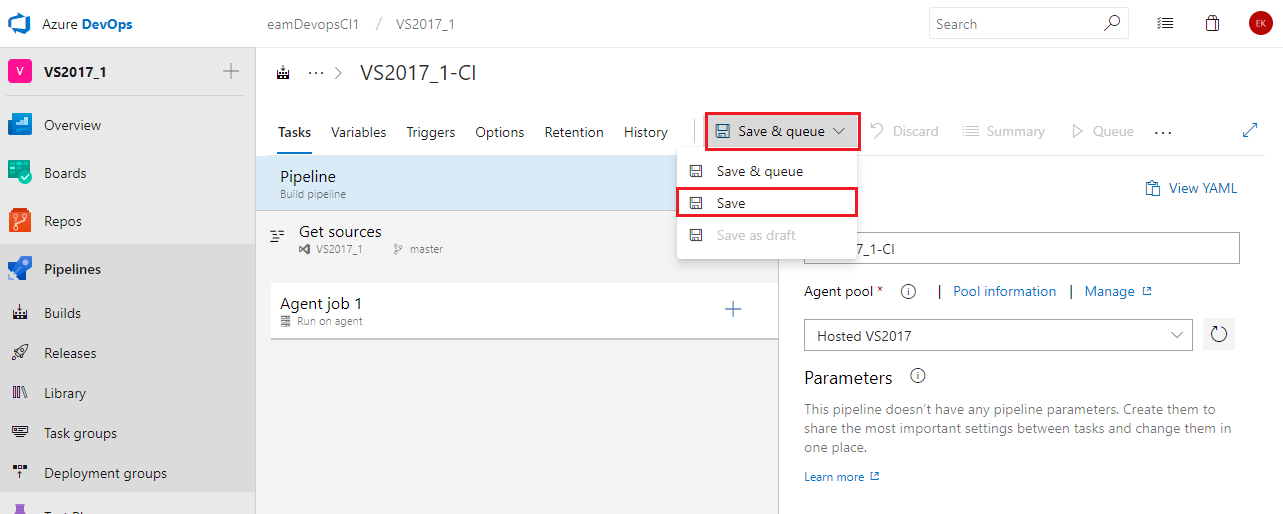 Azure DevOps
eamDevopsCI1 / VS2017_1
Search
EK
V VS2017_1
Overview
Boards
Repos
Pipelines
Builds
Releases
Library
Task groups
Deployment groups
... > VS2017_1-CI
Tasks Variables Triggers Options Retention History Save & queue Discard Summary Queue ...
Save & queue
Save
Save as draft
Pipeline
Build pipeline
Get sources
VS2017_1 master
Agent job 1
Run on agent
View YAML
7_1-CI
Agent pool * | Pool information | Manage
Hosted VS2017
Parameters
This pipeline doesn't have any pipeline parameters. Create them to
share the most important settings between tasks and change them in
one place.
Learn more